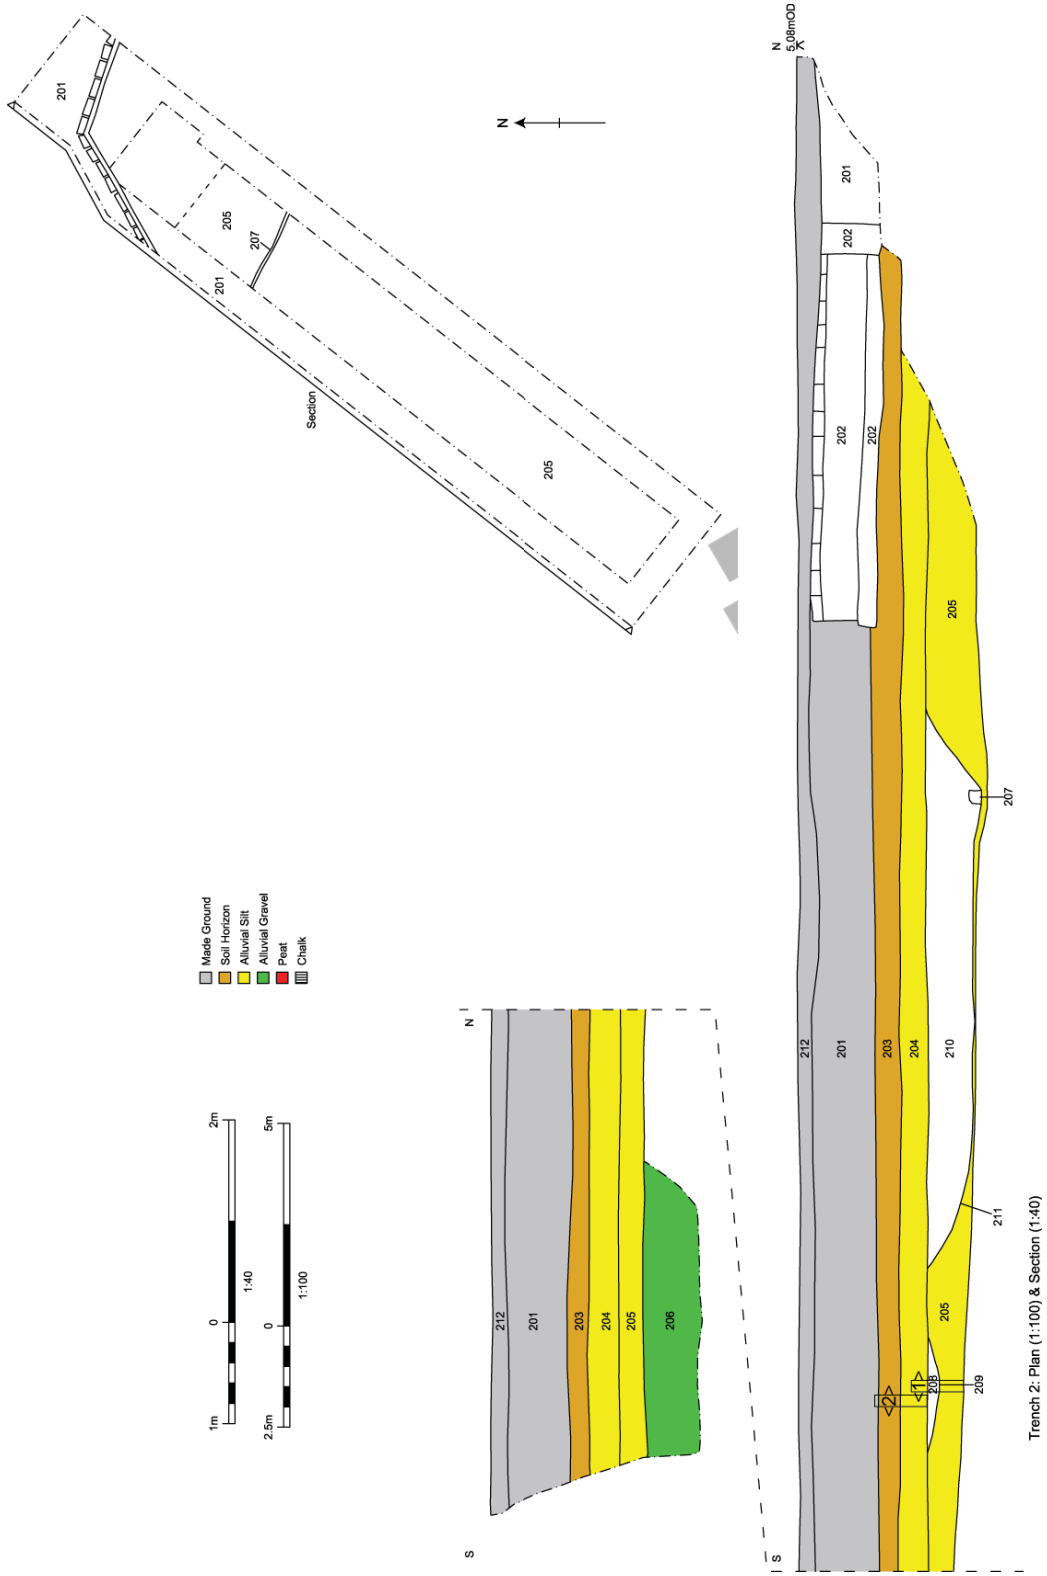 201
205
207
201
Section
205
N
Made Ground
Soil Horizon
Alluvial Silt
Alluvial Gravel
Peat
Chalk
1m
0
2m
1:40
2.5m
0
5m
1:100
S
N
212
201
203
204
205
206
S
N
5.08mOD
212
201
203
204
210
205
<2>
<1>
208
209
211
207
205
202
202
202
201
Trench 2: Plan (1:100) & Section (1:40)